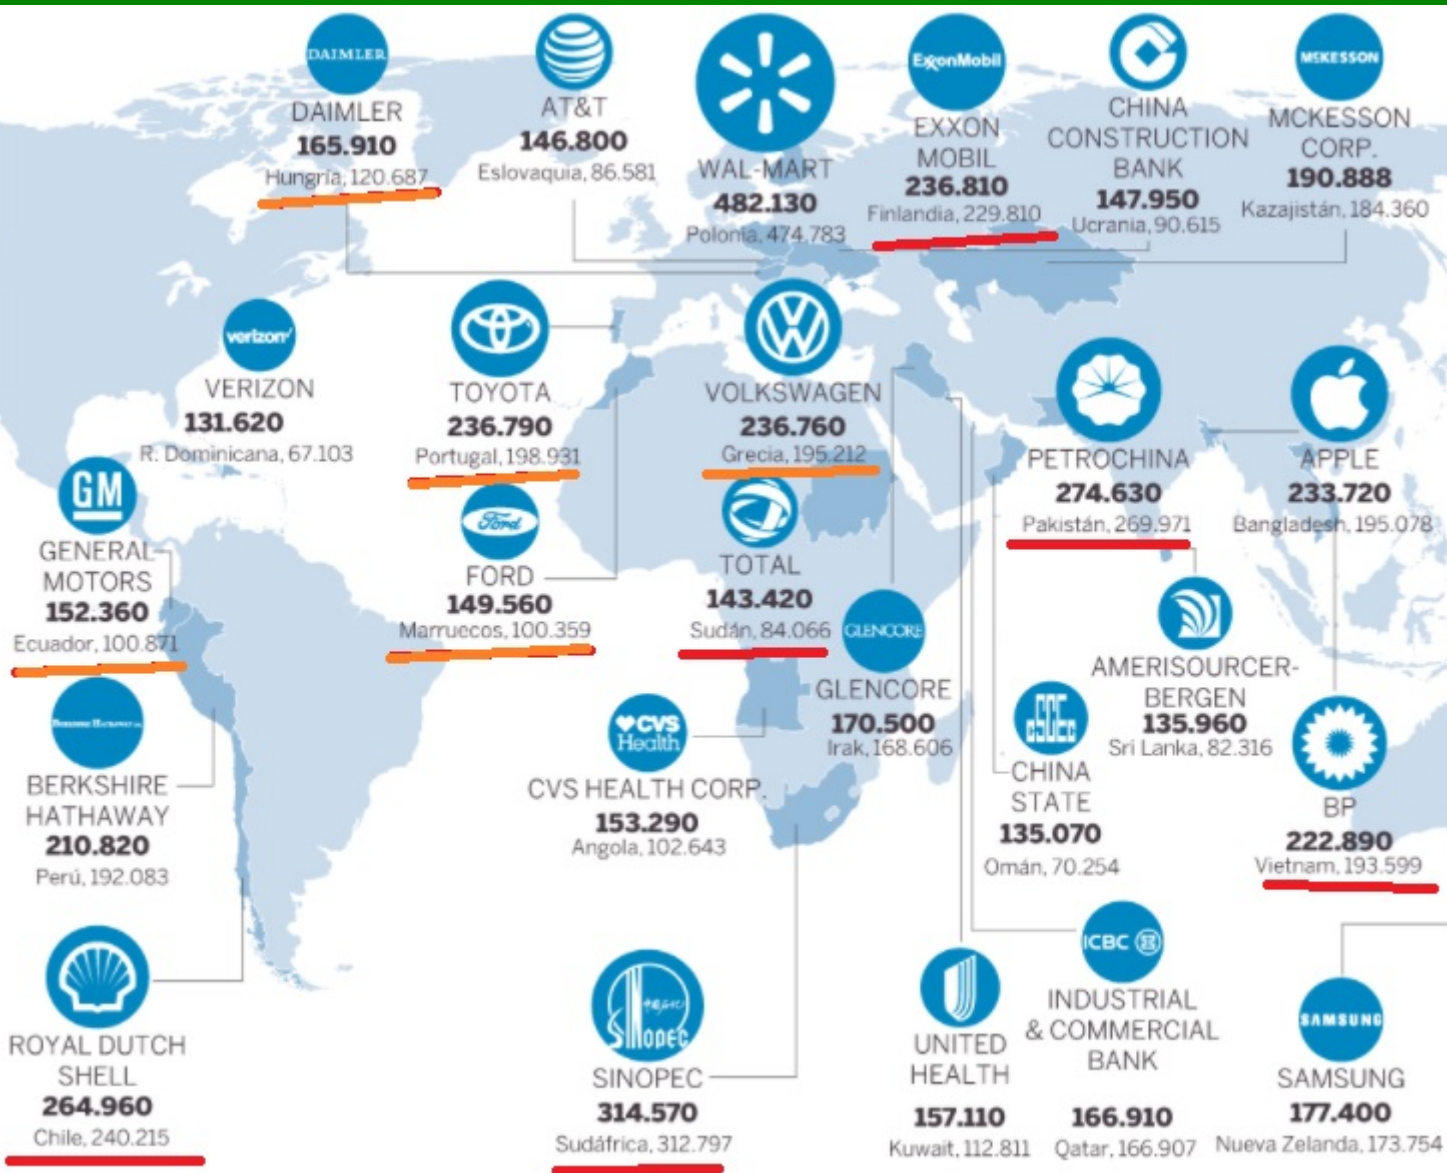 DAIMLER
DAIMLER
165.910
Hungría, 120.687
AT&T
146.800
Eslovaquia, 86.581
WAL-MART
482.130
Polonia, 474.783
ExxonMobil
EXXON
MOBIL
236.810
Finlandia, 229.810
CHINA
CONSTRUCTION
BANK
147.950
Ucrania, 90.615
MCKESSON
MCKESSON
CORP.
190.888
Kazajistán, 184.360
verizon
VERIZON
131.620
R. Dominicana, 67.103
TOYOTA
236.790
Portugal, 198.931
VOLKSWAGEN
236.760
Grecia, 195.212
PETROCHINA
274.630
Pakistán, 269.971
APPLE
233.720
Bangladesh, 195.078
GM
GENERAL
MOTORS
152.360
Ecuador, 100.871
Ford
FORD
149.560
Marruecos, 100.359
TOTAL
143.420
Sudán, 84.066
GLENCORE
GLENCORE
170.500
Irak, 168.606
AMERISOURCER-
BERGEN
135.960
Sri Lanka, 82.316
BERKSHIRE HATHAWAY INC.
BERKSHIRE
HATHAWAY
210.820
Perú, 192.083
CVS
Health
CVS HEALTH CORP.
153.290
Angola, 102.643
CSCEC
CHINA
STATE
135.070
Omán, 70.254
BP
222.890
Vietnam, 193.599
ROYAL DUTCH
SHELL
264.960
Chile, 240.215
SINOPEC
SINOPEC
314.570
Sudáfrica, 312.797
UNITED
HEALTH
157.110
Kuwait, 112.811
ICBC
INDUSTRIAL
& COMMERCIAL
BANK
166.910
Qatar, 166.907
SAMSUNG
SAMSUNG
177.400
Nueva Zelanda, 173.754